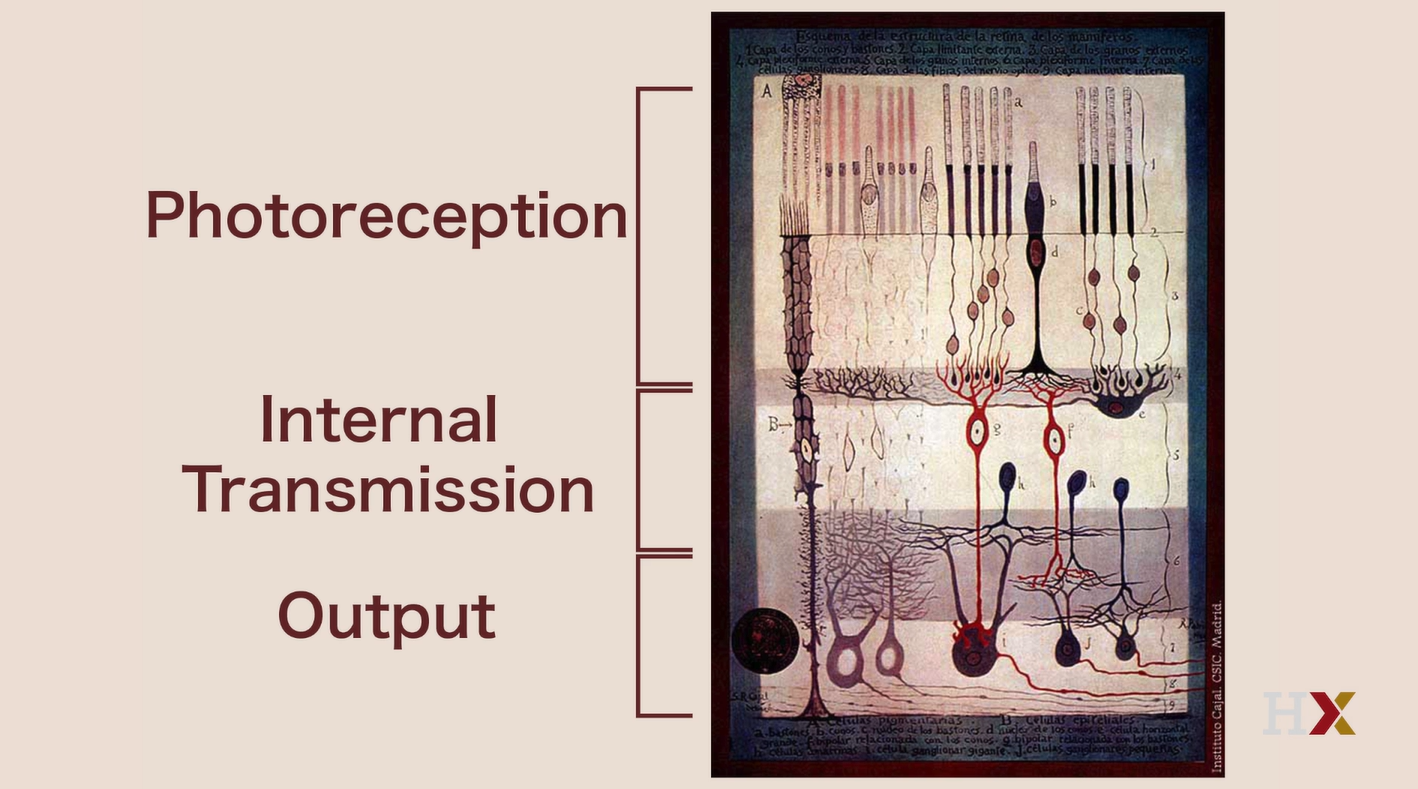 Photoreception
Internal
Transmission
Output
Esquema de la estructura de la retina de los mamíferos.
1. Capa de los conos y bastones. 2. Capa limitante externa. 3. Capa de los granos externos
4. Capa plexiforme externa. 5. Capa de los granos internos. 6. Capa plexiforme interna. 7. Capa de las
células ganglionares. 8. Capa de las fibras del nervio óptico. 9. Capa limitante interna.
A
a
1
b
2
d
3
c
4
e
B
g
f
5
h
h
6
i
j
7
8
9
S.R. Cajal
A. Células pigmentarias. B. Células epiteliales.
a. bastones. b. conos. c. núcleo de los bastones. d. núcleo de los conos. e. célula horizontal
grande. f. bipolar relacionada con los conos. g. bipolar relacionada con los bastones.
h. células amacrinas. i. célula ganglionar gigante. j. células ganglionares pequeñas.
Instituto Cajal. CSIC. Madrid.
HX